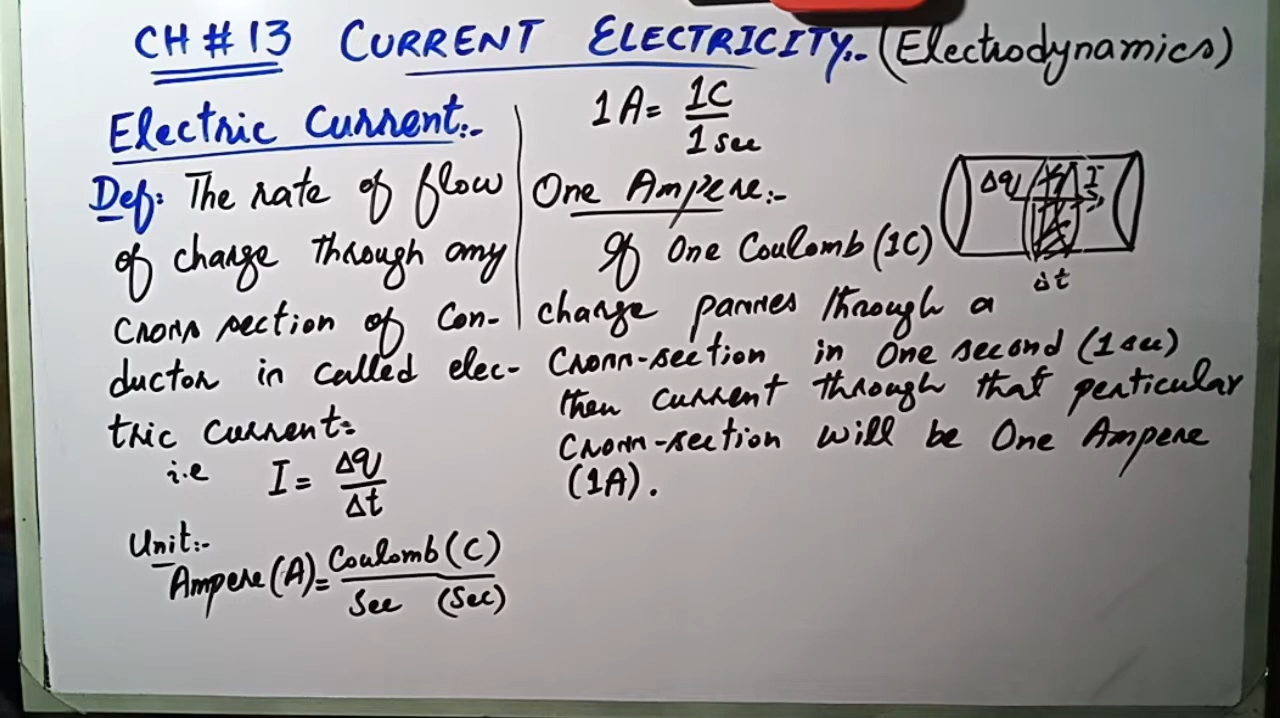 CH # 13 CURRENT ELECTRICITY:. (Electrodynamics)
Electric Current:-
Def: The rate of flow
of charge through any
cross section of con-
ductor is called elec-
tric current:
i.e I = Δq/Δt
Unit:-
Ampere (A) = Coulomb (C)/Sec (Sec)
1A = 1C/1 sec
One Ampere:-
If One Coulomb (1C)
charge passes through a
Cross-section in One second (1 sec)
then current through that perticular
Cross-section will be One Ampere
(1A).
Δq I
Δt